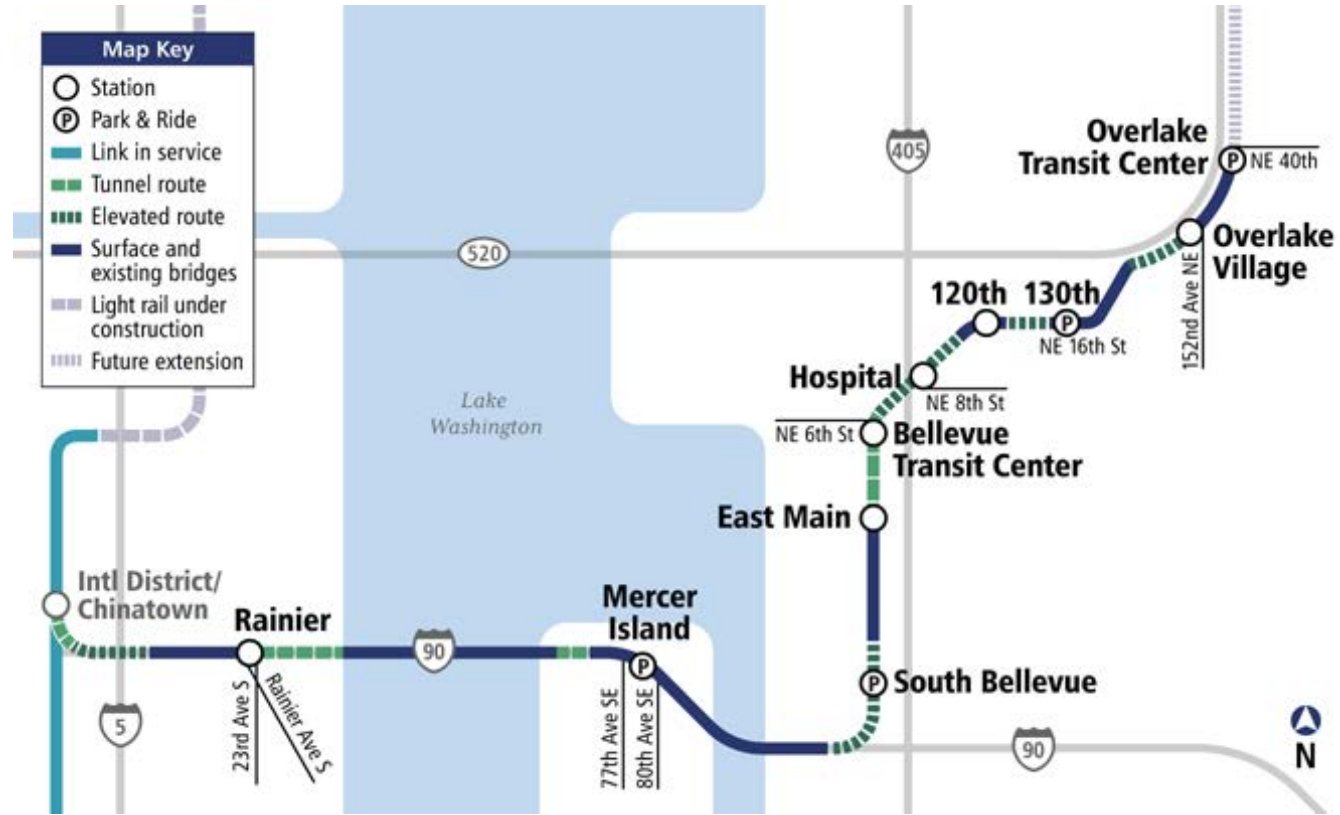 Map Key
Station
P
Park & Ride
Link in service
Tunnel route
Elevated route
Surface and
existing bridges
Light rail under
construction
Future extension
405
Overlake
Transit Center
P
NE 40th
520
Overlake
Village
152nd Ave NE
120th
130th
P
NE 16th St
Hospital
NE 8th St
Lake
Washington
NE 6th St
Bellevue
Transit Center
East Main
Intl District/
Chinatown
Rainier
Mercer
Island
90
P
P
South Bellevue
23rd Ave S
Rainier Ave S
77th Ave SE
80th Ave SE
5
90
N